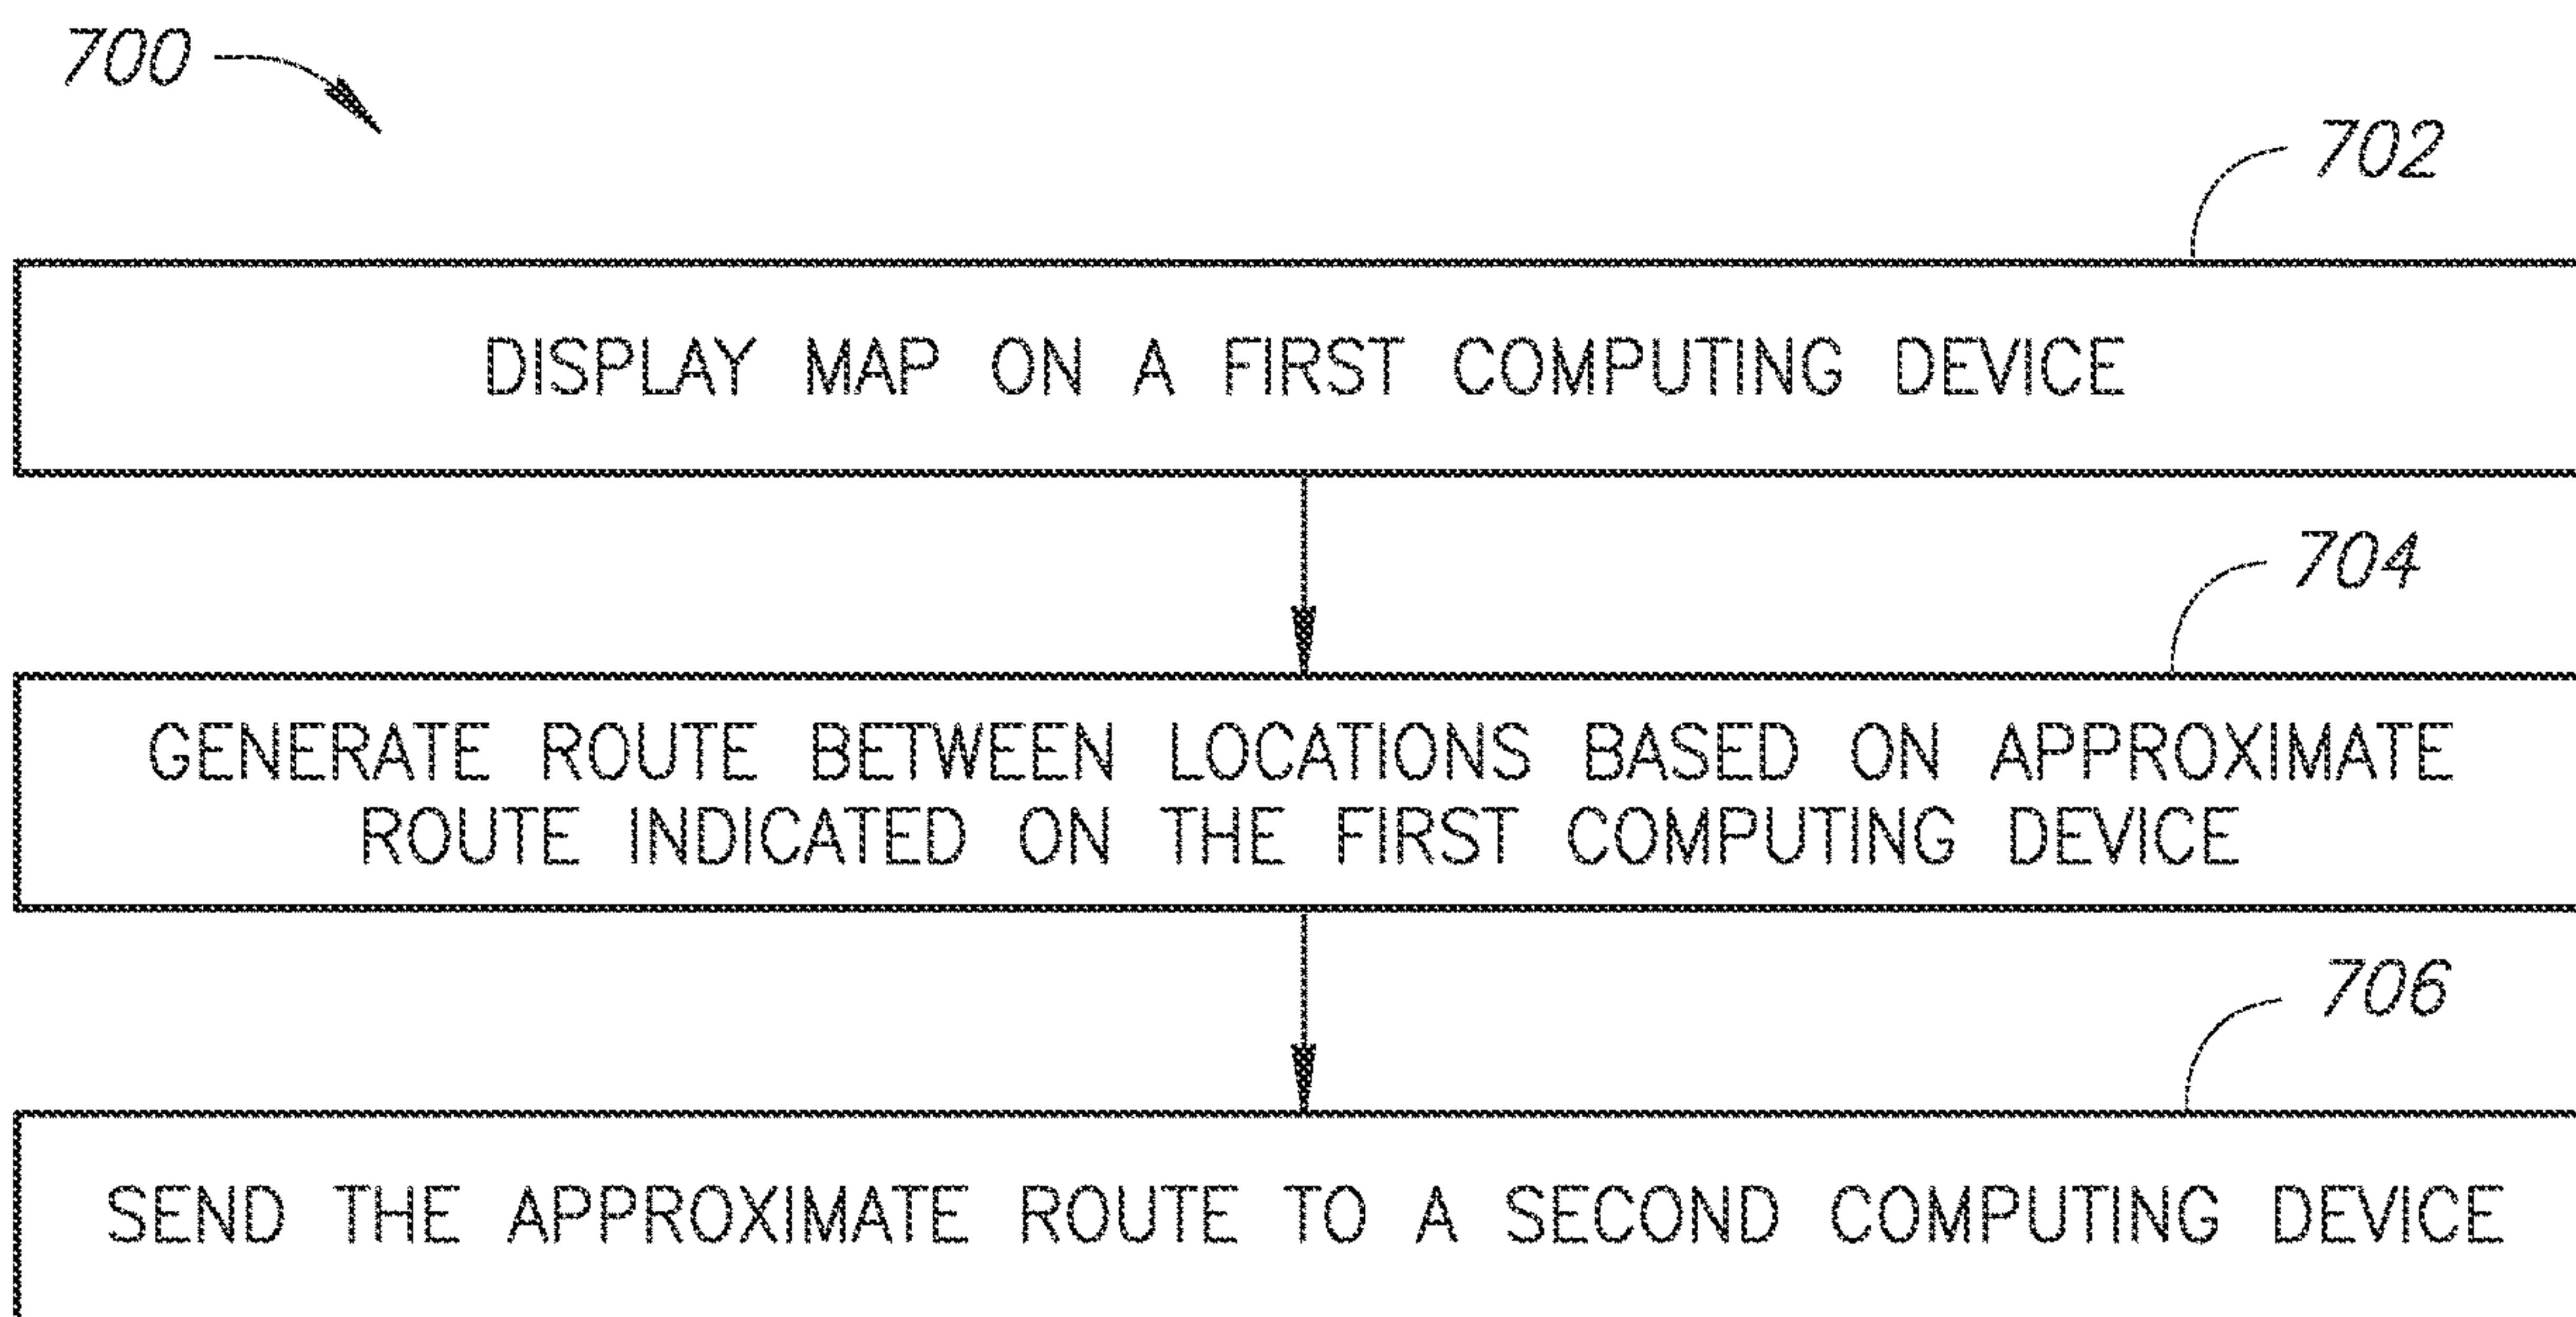 700
702
DISPLAY MAP ON A FIRST COMPUTING DEVICE
704
GENERATE ROUTE BETWEEN LOCATIONS BASED ON APPROXIMATE
ROUTE INDICATED ON THE FIRST COMPUTING DEVICE
706
SEND THE APPROXIMATE ROUTE TO A SECOND COMPUTING DEVICE